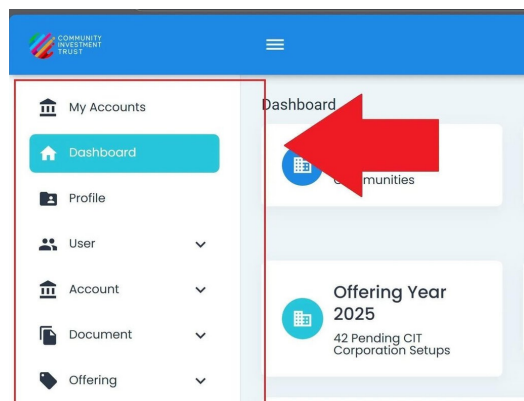 COMMUNITY
INVESTMENT
TRUST
My Accounts
Dashboard
Profile
User
Account
Document
Offering
Dashboard
Offering Year
2025
42 Pending CIT
Corporation Setups